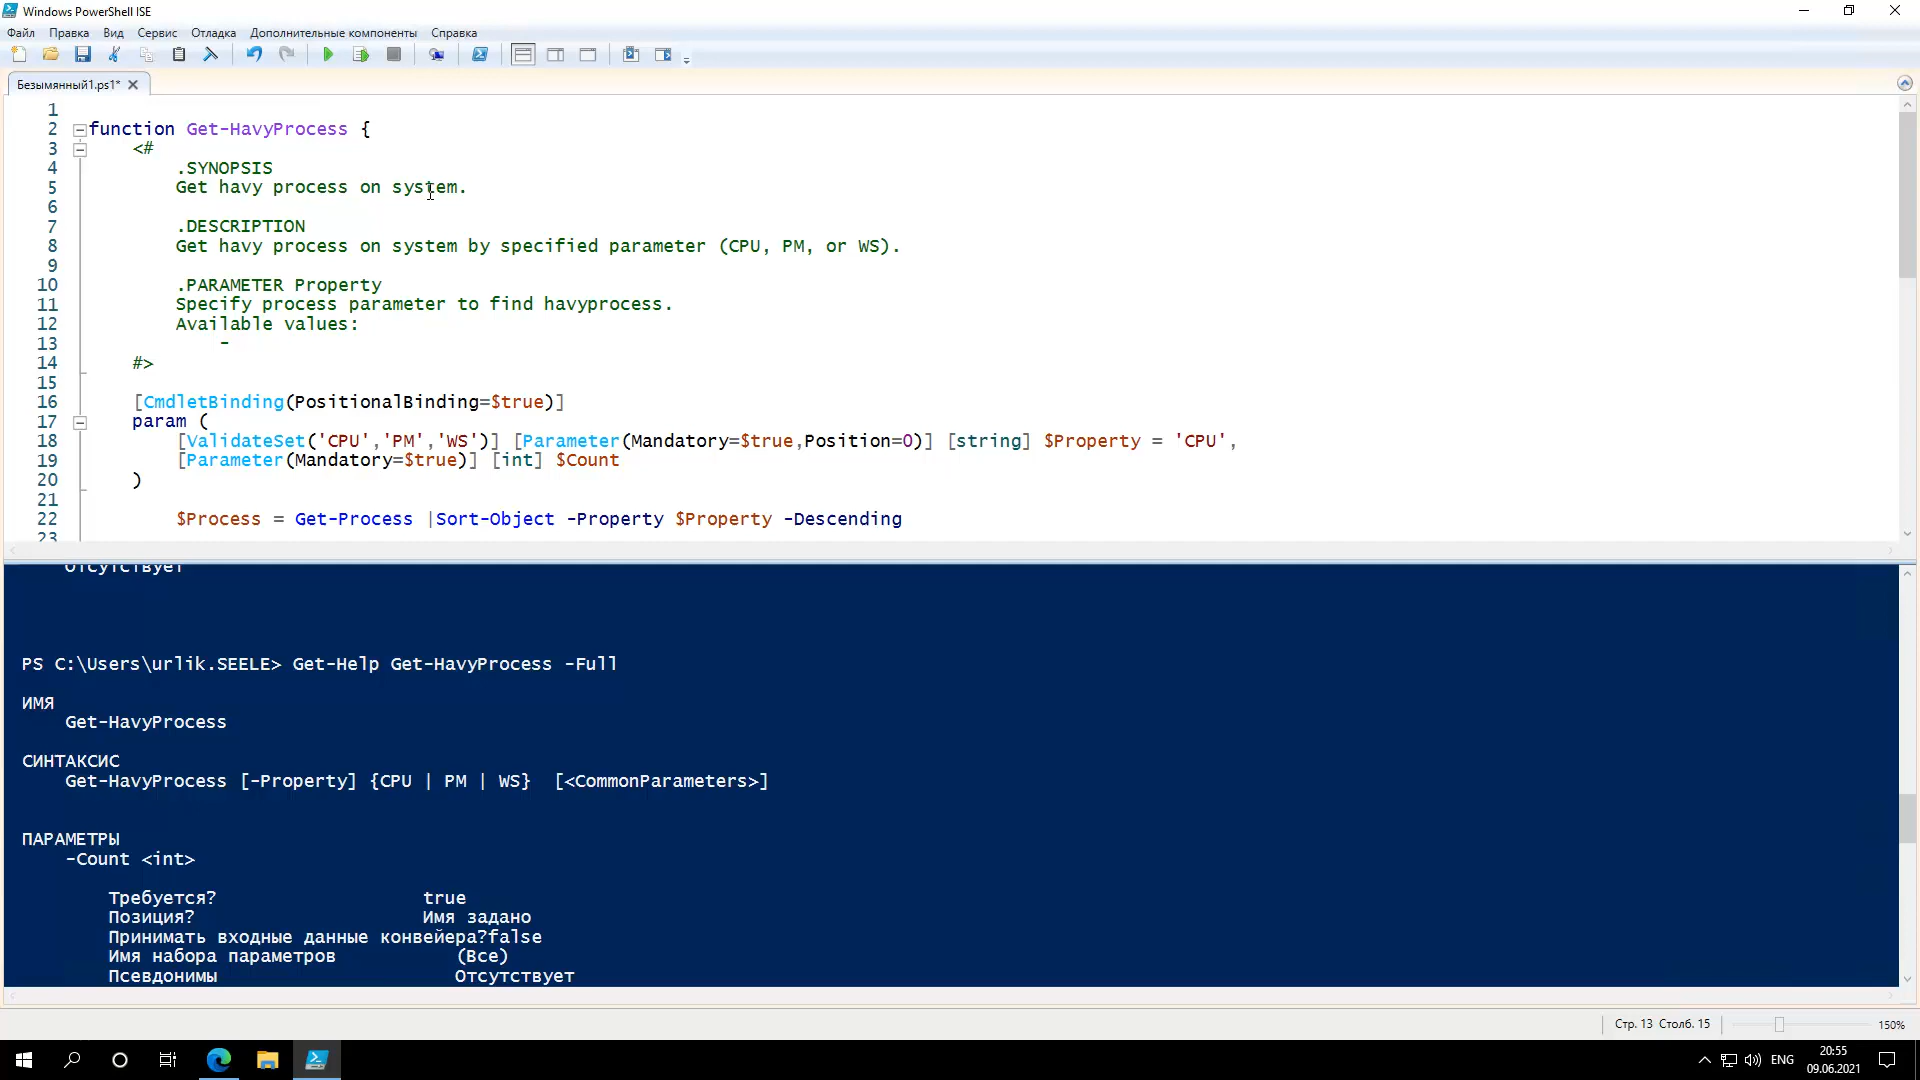 Windows PowerShell ISE
Файл Правка Вид Сервис Отладка Дополнительные компоненты Справка
Безымянный1.ps1*
1
2 function Get-HavyProcess {
3 <#
4 .SYNOPSIS
5 Get havy process on system.
6
7 .DESCRIPTION
8 Get havy process on system by specified parameter (CPU, PM, or WS).
9
10 .PARAMETER Property
11 Specify process parameter to find havyprocess.
12 Available values:
13 -
14 #>
15
16 [CmdletBinding(PositionalBinding=$true)]
17 param (
18 [ValidateSet('CPU','PM','WS')] [Parameter(Mandatory=$true,Position=0)] [string] $Property = 'CPU',
19 [Parameter(Mandatory=$true)] [int] $Count
20 )
21
22 $Process = Get-Process |Sort-Object -Property $Property -Descending
23
Отсутствует
PS C:\Users\urlik.SEELE> Get-Help Get-HavyProcess -Full
ИМЯ
Get-HavyProcess
СИНТАКСИС
Get-HavyProcess [-Property] {CPU | PM | WS} [<CommonParameters>]
ПАРАМЕТРЫ
-Count <int>
Требуется? true
Позиция? Имя задано
Принимать входные данные конвейера?false
Имя набора параметров (Все)
Псевдонимы Отсутствует
Стр. 13 Столб. 15 150%
ENG 20:55
09.06.2021